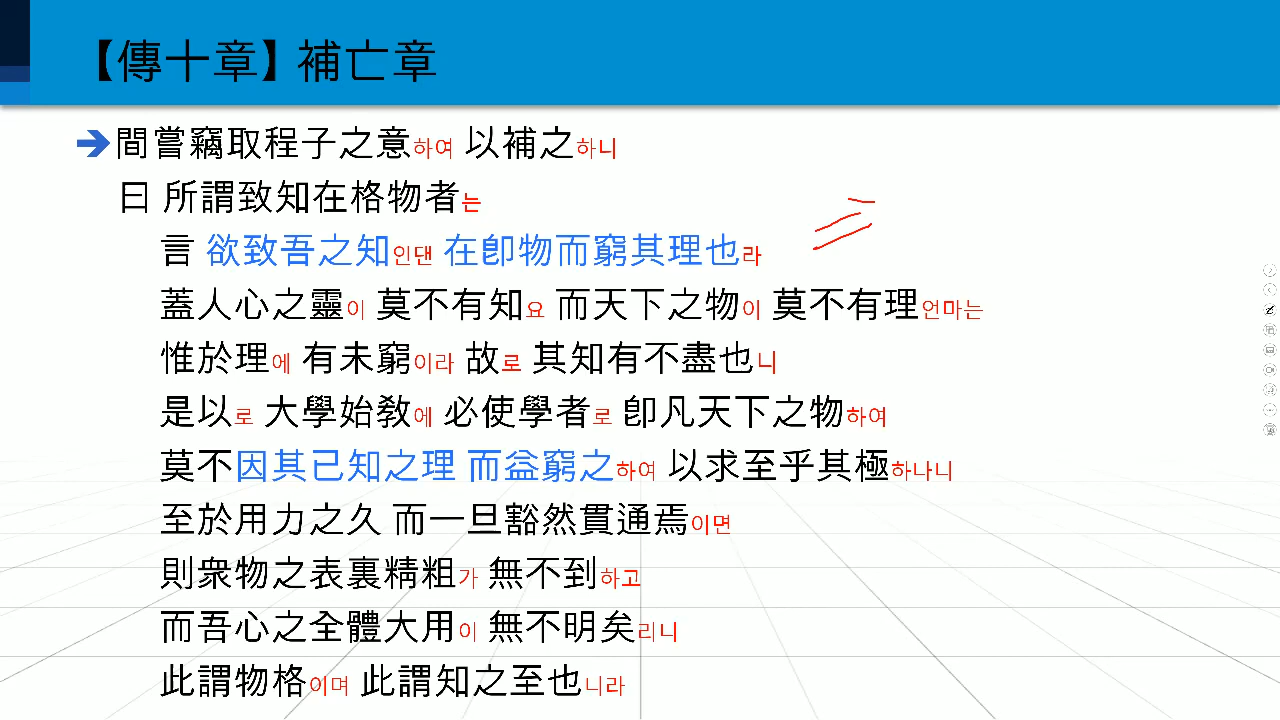 【傳十章】補亡章
間嘗竊取程子之意하여 以補之하니
曰 所謂致知在格物者는
言 欲致吾之知인댄 在卽物而窮其理也라
蓋人心之靈이 莫不有知요 而天下之物이 莫不有理언마는
惟於理에 有未窮이라 故로 其知有不盡也니
是以로 大學始敎에 必使學者로 卽凡天下之物하여
莫不因其已知之理 而益窮之하여 以求至乎其極하나니
至於用力之久 而一旦豁然貫通焉이면
則衆物之表裏精粗가 無不到하고
而吾心之全體大用이 無不明矣리니
此謂物格이며 此謂知之至也니라